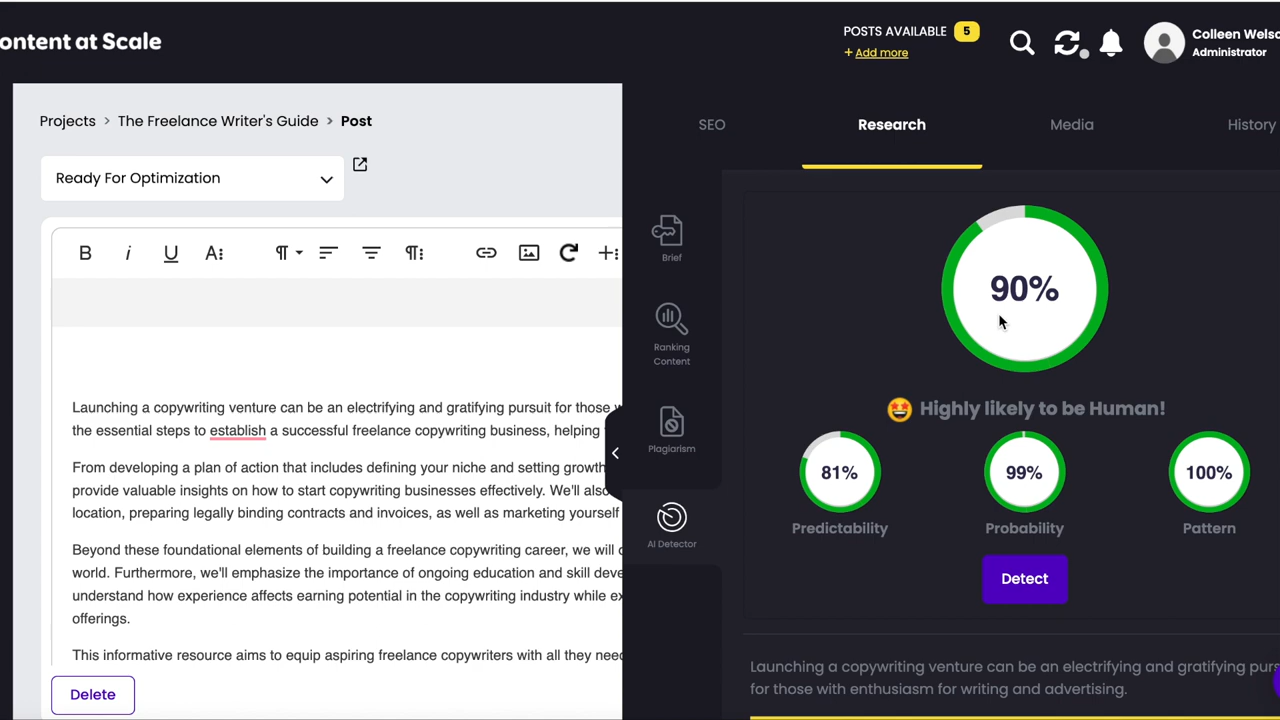 ontent at Scale
POSTS AVAILABLE 5
+ Add more
Colleen Wels
Administrator
Projects > The Freelance Writer's Guide > Post
Ready For Optimization
B i U A:
Launching a copywriting venture can be an electrifying and gratifying pursuit for those
the essential steps to establish a successful freelance copywriting business, helping
From developing a plan of action that includes defining your niche and setting growth
provide valuable insights on how to start copywriting businesses effectively. We'll also
location, preparing legally binding contracts and invoices, as well as marketing yourself
Beyond these foundational elements of building a freelance copywriting career, we will
world. Furthermore, we'll emphasize the importance of ongoing education and skill deve
understand how experience affects earning potential in the copywriting industry while ex
offerings.
This informative resource aims to equip aspiring freelance copywriters with all they need
Delete
SEO Research Media History
Brief
Ranking
Content
Plagiarism
AI Detector
90%
Highly likely to be Human!
81% 99% 100%
Predictability Probability Pattern
Detect
Launching a copywriting venture can be an electrifying and gratifying purs
for those with enthusiasm for writing and advertising.